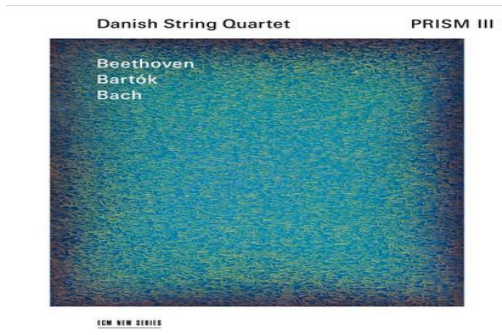 Danish String Quartet PRISM III
Beethoven
Bartók
Bach
ECM NEW SERIES